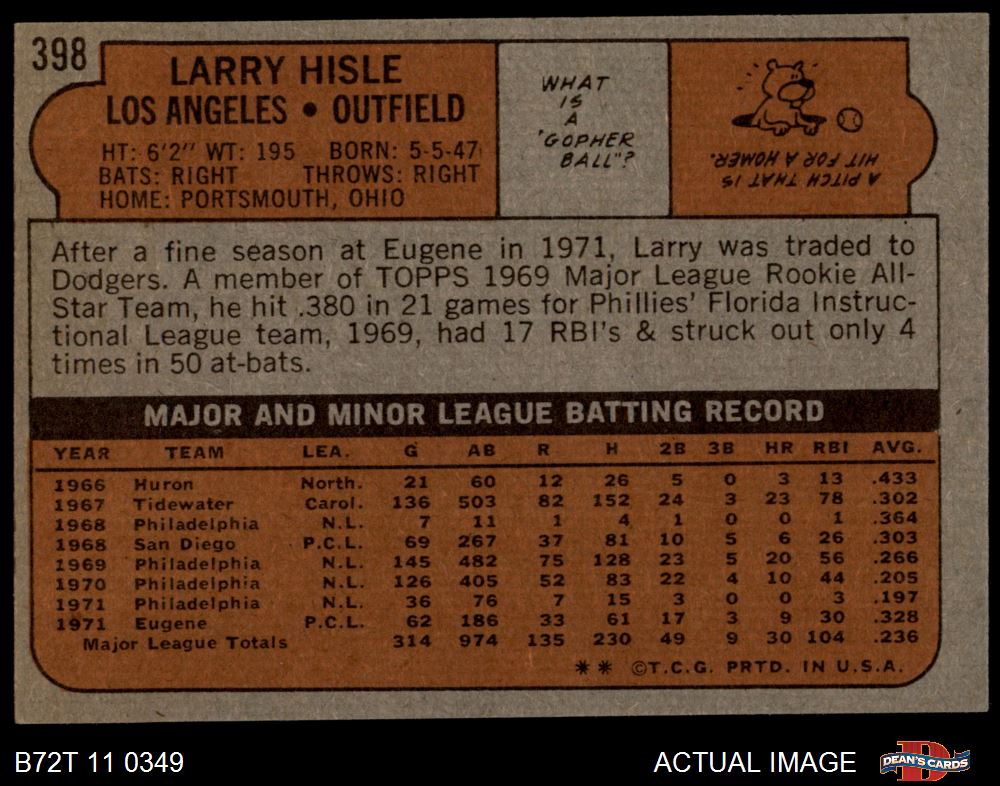 398
LARRY HISLE
LOS ANGELES • OUTFIELD
HT: 6'2" WT: 195 BORN: 5-5-47
BATS: RIGHT THROWS: RIGHT
HOME: PORTSMOUTH, OHIO
WHAT
IS
A
"GOPHER
BALL"?
A PITCH THAT IS
HIT FOR A HOMER.
After a fine season at Eugene in 1971, Larry was traded to
Dodgers. A member of TOPPS 1969 Major League Rookie All-
Star Team, he hit .380 in 21 games for Phillies' Florida Instruc-
tional League team, 1969, had 17 RBI's & struck out only 4
times in 50 at-bats.
MAJOR AND MINOR LEAGUE BATTING RECORD
YEAR TEAM LEA. G AB R H 2B 3B HR RBI AVG.
1966 Huron North. 21 60 12 26 5 0 3 13 .433
1967 Tidewater Carol. 136 503 82 152 24 3 23 78 .302
1968 Philadelphia N.L. 7 11 1 4 1 0 0 1 .364
1968 San Diego P.C.L. 69 267 37 81 10 5 6 26 .303
1969 Philadelphia N.L. 145 482 75 128 23 5 20 56 .266
1970 Philadelphia N.L. 126 405 52 83 22 4 10 44 .205
1971 Philadelphia N.L. 36 76 7 15 3 0 0 3 .197
1971 Eugene P.C.L. 62 186 33 61 17 3 9 30 .328
Major League Totals 314 974 135 230 49 9 30 104 .236
** ©T.C.G. PRTD. IN U.S.A.
B72T 11 0349
ACTUAL IMAGE
D
DEAN'S CARDS